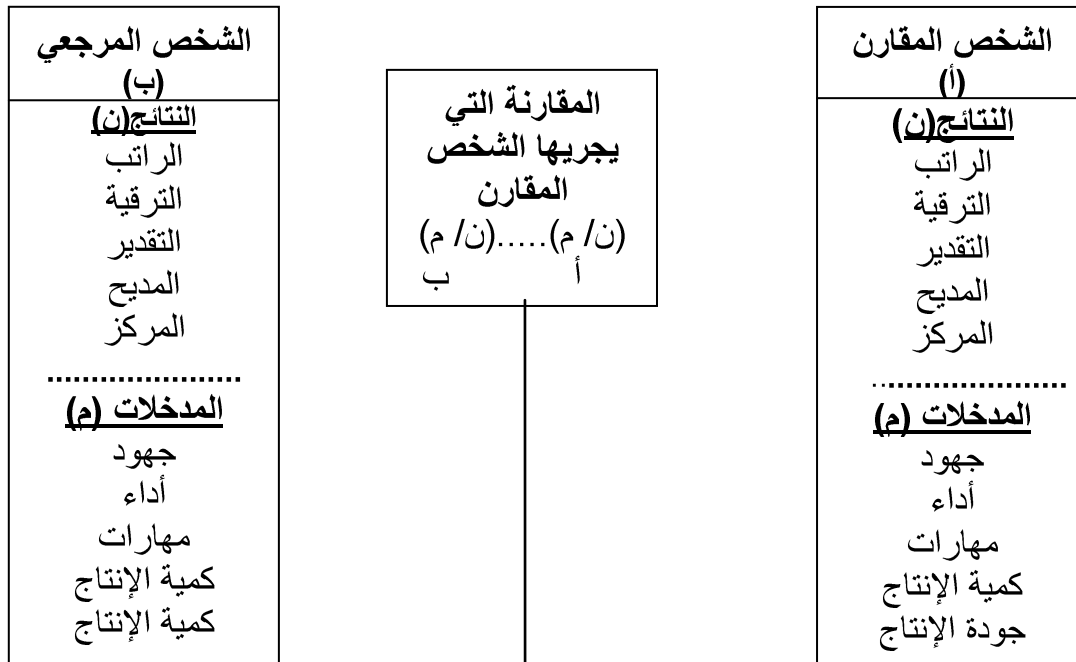 الشخص المقارن
(أ)
النتائج(ن)
الراتب
الترقية
التقدير
المديح
المركز
......................
المدخلات (م)
جهود
أداء
مهارات
كمية الإنتاج
جودة الإنتاج
المقارنة التي
يجريها الشخص
المقارن
(ن/ م).....(ن/ م)
أ ب
الشخص المرجعي
(ب)
النتائج(ن)
الراتب
الترقية
التقدير
المديح
المركز
......................
المدخلات (م)
جهود
أداء
مهارات
كمية الإنتاج
كمية الإنتاج